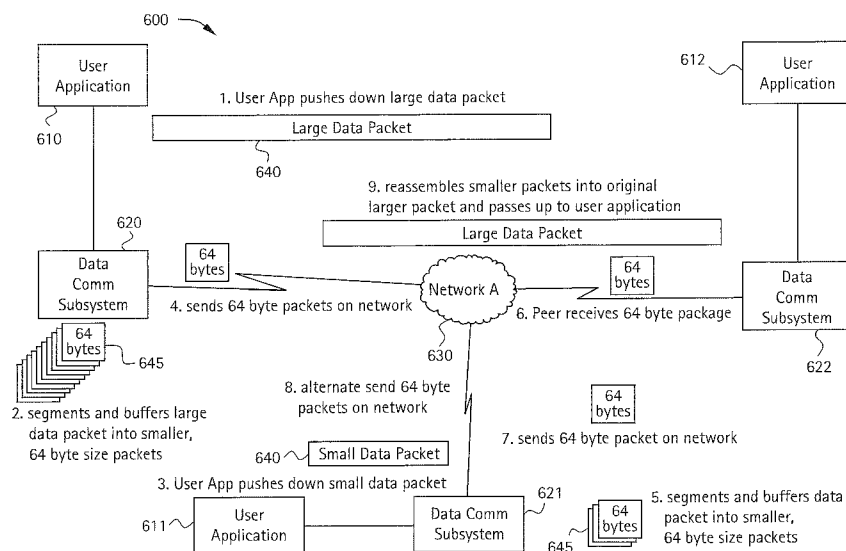 600
User
Application
610
612
User
Application
1. User App pushes down large data packet
Large Data Packet
640
9. reassembles smaller packets into original
larger packet and passes up to user application
Large Data Packet
620
Data
Comm
Subsystem
64
bytes
4. sends 64 byte packets on network
Network A
630
64
bytes
6. Peer receives 64 byte package
Data
Comm
Subsystem
622
64
bytes
645
2. segments and buffers large
data packet into smaller,
64 byte size packets
8. alternate send 64 byte
packets on network
64
bytes
7. sends 64 byte packet on network
640
Small Data Packet
3. User App pushes down small data packet
611
User
Application
Data Comm
Subsystem
621
645
64
bytes
5. segments and buffers data
packet into smaller,
64 byte size packets